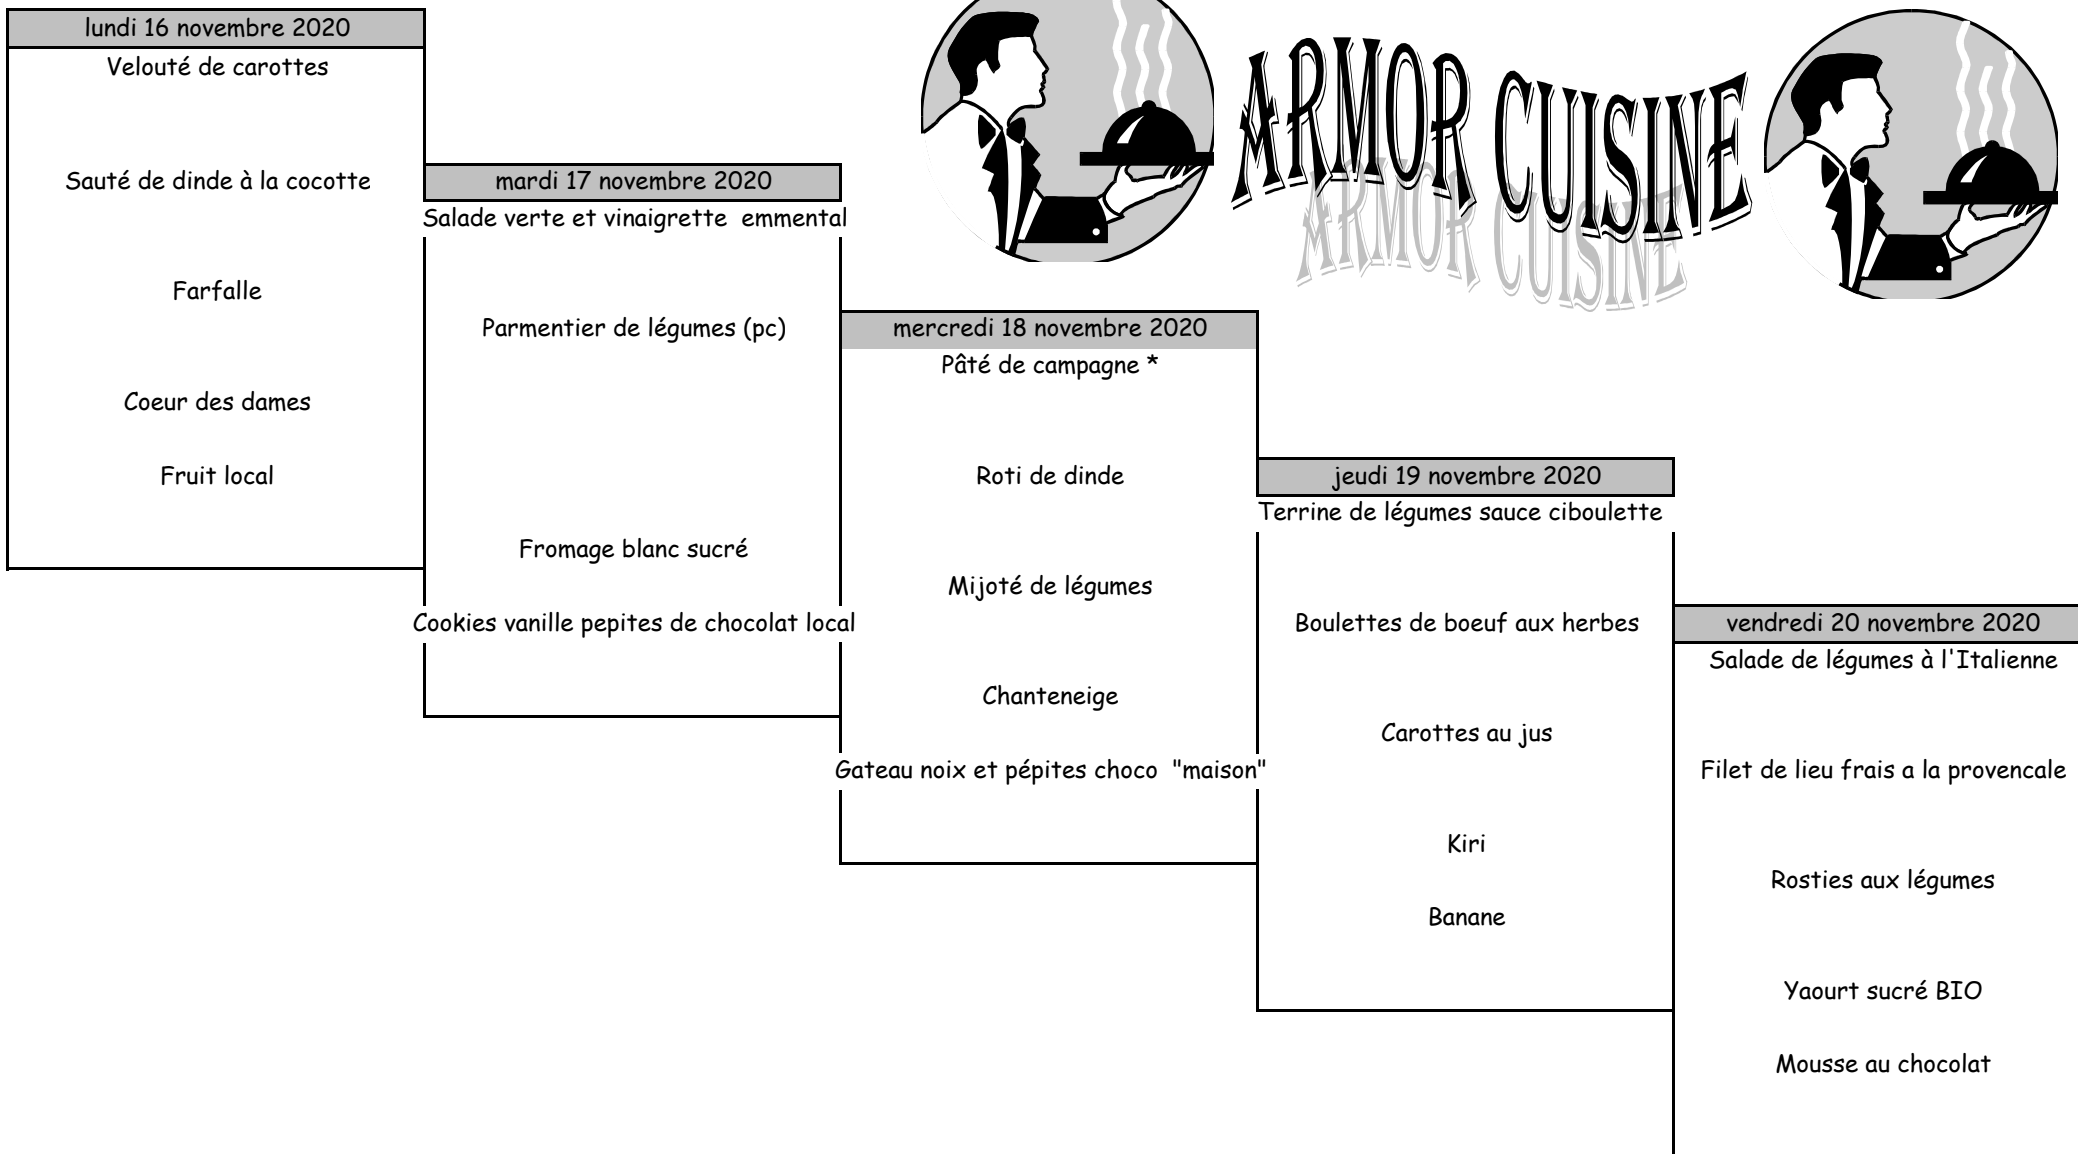 lundi 16 novembre 2020
Velouté de carottes
Sauté de dinde à la cocotte
Farfalle
Coeur des dames
Fruit local
mardi 17 novembre 2020
Salade verte et vinaigrette  emmental
Parmentier de légumes (pc)
Fromage blanc sucré
Cookies vanille pepites de chocolat local
ARMOR CUISINE
mercredi 18 novembre 2020
Pâté de campagne *
Roti de dinde
Mijoté de légumes
Chanteneige
Gateau noix et pépites choco  "maison"
jeudi 19 novembre 2020
Terrine de légumes sauce ciboulette
Boulettes de boeuf aux herbes
Carottes au jus
Kiri
Banane
vendredi 20 novembre 2020
Salade de légumes à l'Italienne
Filet de lieu frais a la provencale
Rosties aux légumes
Yaourt sucré BIO
Mousse au chocolat